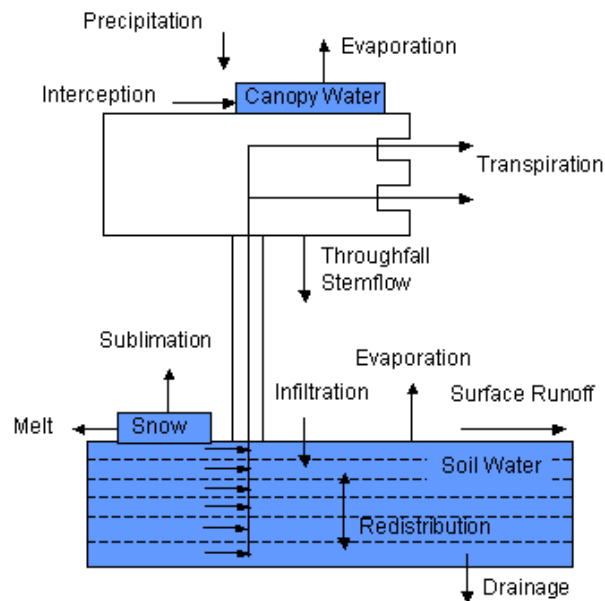 Precipitation
Evaporation
Interception
Canopy Water
Transpiration
Throughfall
Stemflow
Sublimation
Evaporation
Infiltration
Surface Runoff
Melt
Snow
Soil Water
Redistribution
Drainage